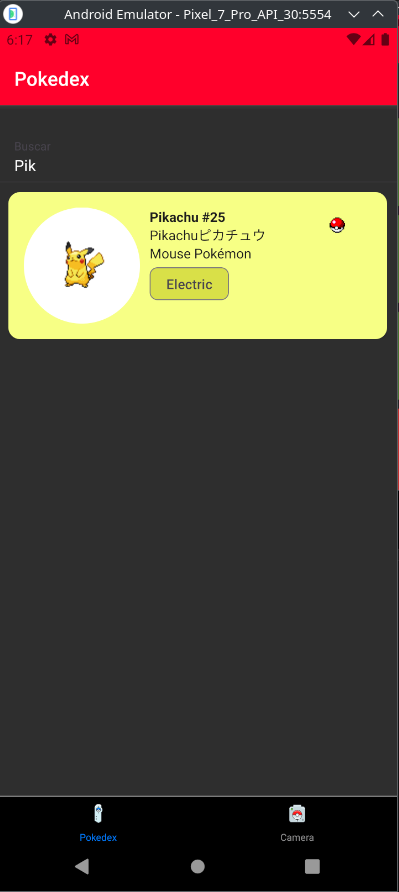 Android Emulator - Pixel_7_Pro_API_30:5554
6:17
Pokedex
Buscar
Pik
Pikachu #25
Pikachuピカチュウ
Mouse Pokémon
Electric
Pokedex
Camera